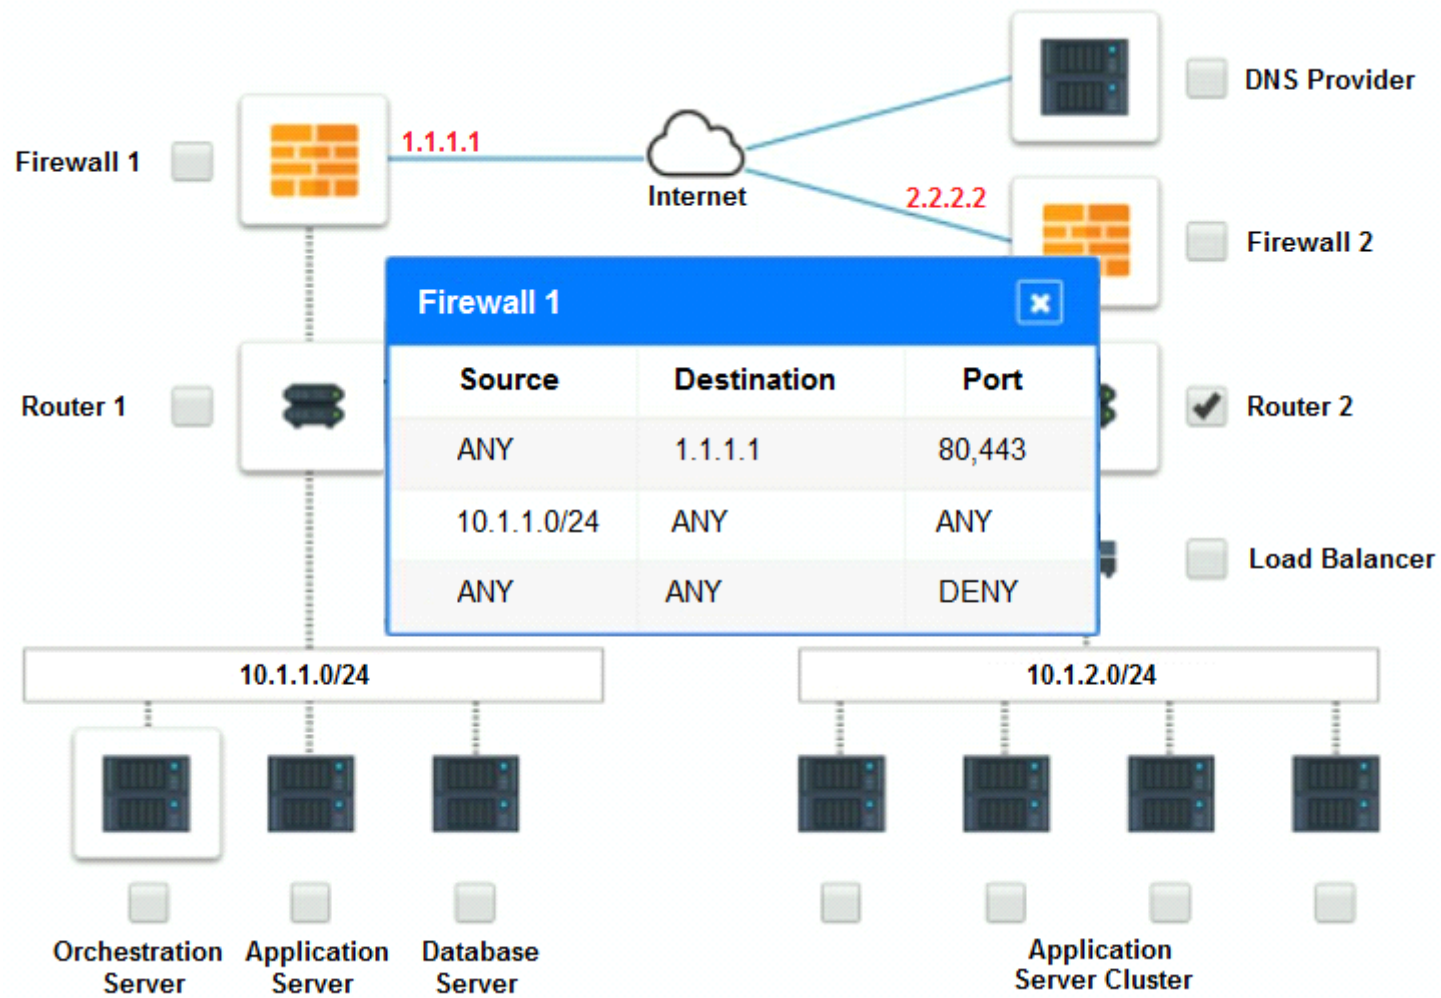 DNS Provider
1.1.1.1
Firewall 1
Internet
2.2.2.2
Firewall 2
Firewall 1
Source Destination Port
ANY 1.1.1.1 80,443
10.1.1.0/24 ANY ANY
ANY ANY DENY
Router 1
Router 2
Load Balancer
10.1.1.0/24
10.1.2.0/24
Orchestration
Server
Application
Server
Database
Server
Application
Server Cluster